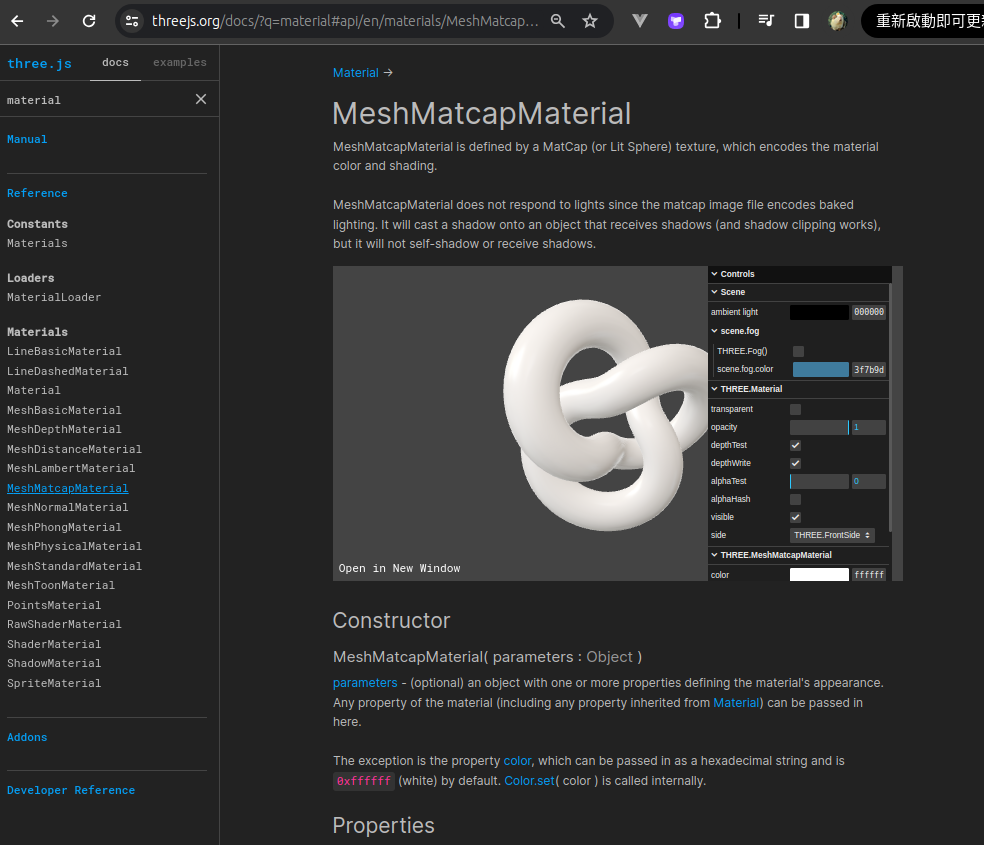 threejs.org/docs/?q=material#api/en/materials/MeshMatcap...
重新啟動即可更新
three.js
docs
examples
material
Manual
Reference
Constants
Materials
Loaders
MaterialLoader
Materials
LineBasicMaterial
LineDashedMaterial
Material
MeshBasicMaterial
MeshDepthMaterial
MeshDistanceMaterial
MeshLambertMaterial
MeshMatcapMaterial
MeshNormalMaterial
MeshPhongMaterial
MeshPhysicalMaterial
MeshStandardMaterial
MeshToonMaterial
PointsMaterial
RawShaderMaterial
ShaderMaterial
ShadowMaterial
SpriteMaterial
Addons
Developer Reference
Material →
MeshMatcapMaterial
MeshMatcapMaterial is defined by a MatCap (or Lit Sphere) texture, which encodes the material
color and shading.
MeshMatcapMaterial does not respond to lights since the matcap image file encodes baked
lighting. It will cast a shadow onto an object that receives shadows (and shadow clipping works),
but it will not self-shadow or receive shadows.
Controls
Scene
ambient light 000000
scene.fog
THREE.Fog()
scene.fog.color 3f7b9d
THREE.Material
transparent
opacity 1
depthTest
depthWrite
alphaTest 0
alphaHash
visible
side THREE.FrontSide
THREE.MeshMatcapMaterial
color ffffff
Open in New Window
Constructor
MeshMatcapMaterial( parameters : Object )
parameters - (optional) an object with one or more properties defining the material's appearance.
Any property of the material (including any property inherited from Material) can be passed in
here.
The exception is the property color, which can be passed in as a hexadecimal string and is
0xffffff (white) by default. Color.set( color ) is called internally.
Properties